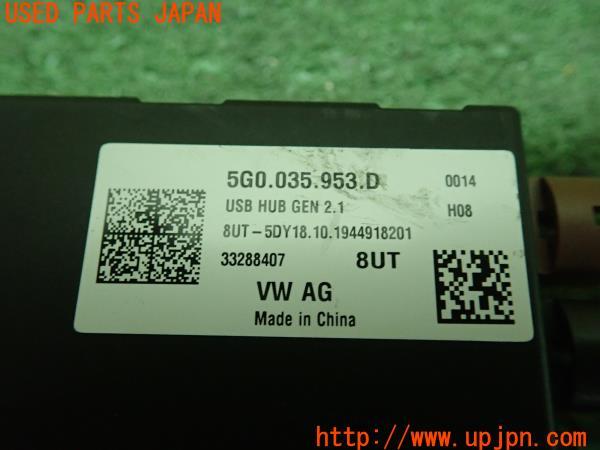 USED PARTS JAPAN
5G0.035.953.D 0014
USB HUB GEN 2.1 H08
8UT-5DY18.10.1944918201
33288407 8UT
VW AG
Made in China
http://www.upjpn.com